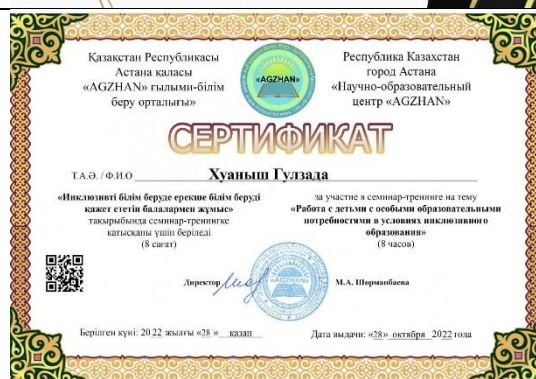 Қазақстан Республикасы
Астана қаласы
«AGZHAN» ғылыми-білім
беру орталығы»
«AGZHAN»
Республика Казахстан
город Астана
«Научно-образовательный
центр «AGZHAN»
СЕРТИФИКАТ
Т.А.Ә. / Ф.И.О Хуаныш Гулзада
«Инклюзивті білім беруде ерекше білім беруді
қажет ететін балалармен жұмыс»
тақырыбында семинар-тренингке
қатысқаны үшін беріледі
(8 сағат)
за участие в семинар-тренинге на тему
«Работа с детьми с особыми образовательными
потребностями в условиях инклюзивного
образования»
(8 часов)
Директор
«AGZHAN»
М.А. Шорманбаева
Берілген күні: 2022 жылғы «28 » қазан
Дата выдачи: «28» октября 2022 года